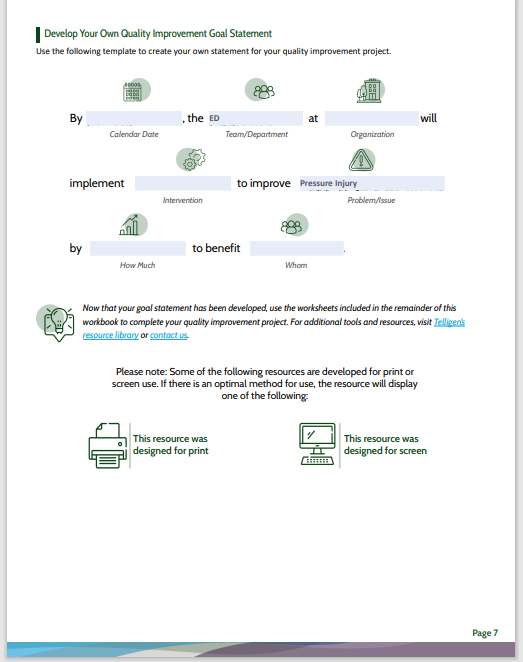 Develop Your Own Quality Improvement Goal Statement
Use the following template to create your own statement for your quality improvement project.
By , the ED at will
Calendar Date Team/Department Organization
implement to improve Pressure Injury
Intervention Problem/Issue
by to benefit .
How Much Whom
Now that your goal statement has been developed, use the worksheets included in the remainder of this
workbook to complete your quality improvement project. For additional tools and resources, visit Telligen's
resource library or contact us.
Please note: Some of the following resources are developed for print or
screen use. If there is an optimal method for use, the resource will display
one of the following:
This resource was
designed for print
This resource was
designed for screen
Page 7